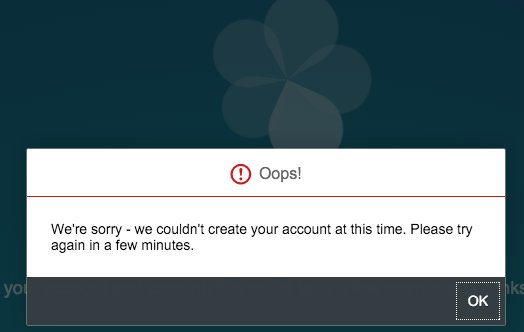 Oops!
We're sorry - we couldn't create your account at this time. Please try
again in a few minutes.
OK